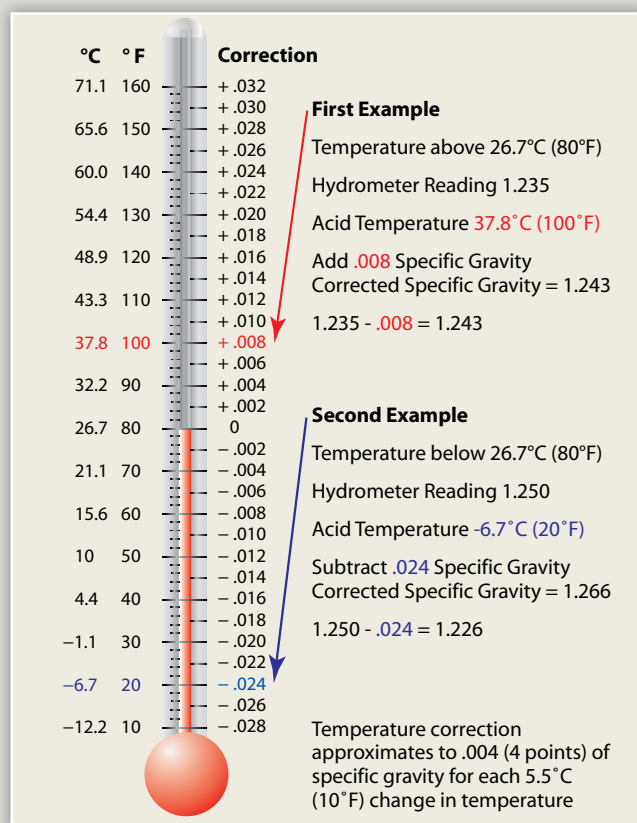 °C ° F Correction
71.1 160 + .032
+ .030
65.6 150 + .028
+ .026
60.0 140 + .024
+ .022
54.4 130 + .020
+ .018
48.9 120 + .016
+ .014
43.3 110 + .012
+ .010
37.8 100 + .008
+ .006
32.2 90 + .004
+ .002
26.7 80 0
− .002
21.1 70 − .004
− .006
15.6 60 − .008
− .010
10 50 − .012
− .014
4.4 40 − .016
− .018
−1.1 30 − .020
− .022
−6.7 20 − .024
− .026
−12.2 10 − .028
First Example
Temperature above 26.7°C (80°F)
Hydrometer Reading 1.235
Acid Temperature 37.8˚C (100˚F)
Add .008 Specific Gravity
Corrected Specific Gravity = 1.243
1.235 - .008 = 1.243
Second Example
Temperature below 26.7°C (80°F)
Hydrometer Reading 1.250
Acid Temperature -6.7˚C (20˚F)
Subtract .024 Specific Gravity
Corrected Specific Gravity = 1.266
1.250 - .024 = 1.226
Temperature correction
approximates to .004 (4 points) of
specific gravity for each 5.5˚C
(10˚F) change in temperature